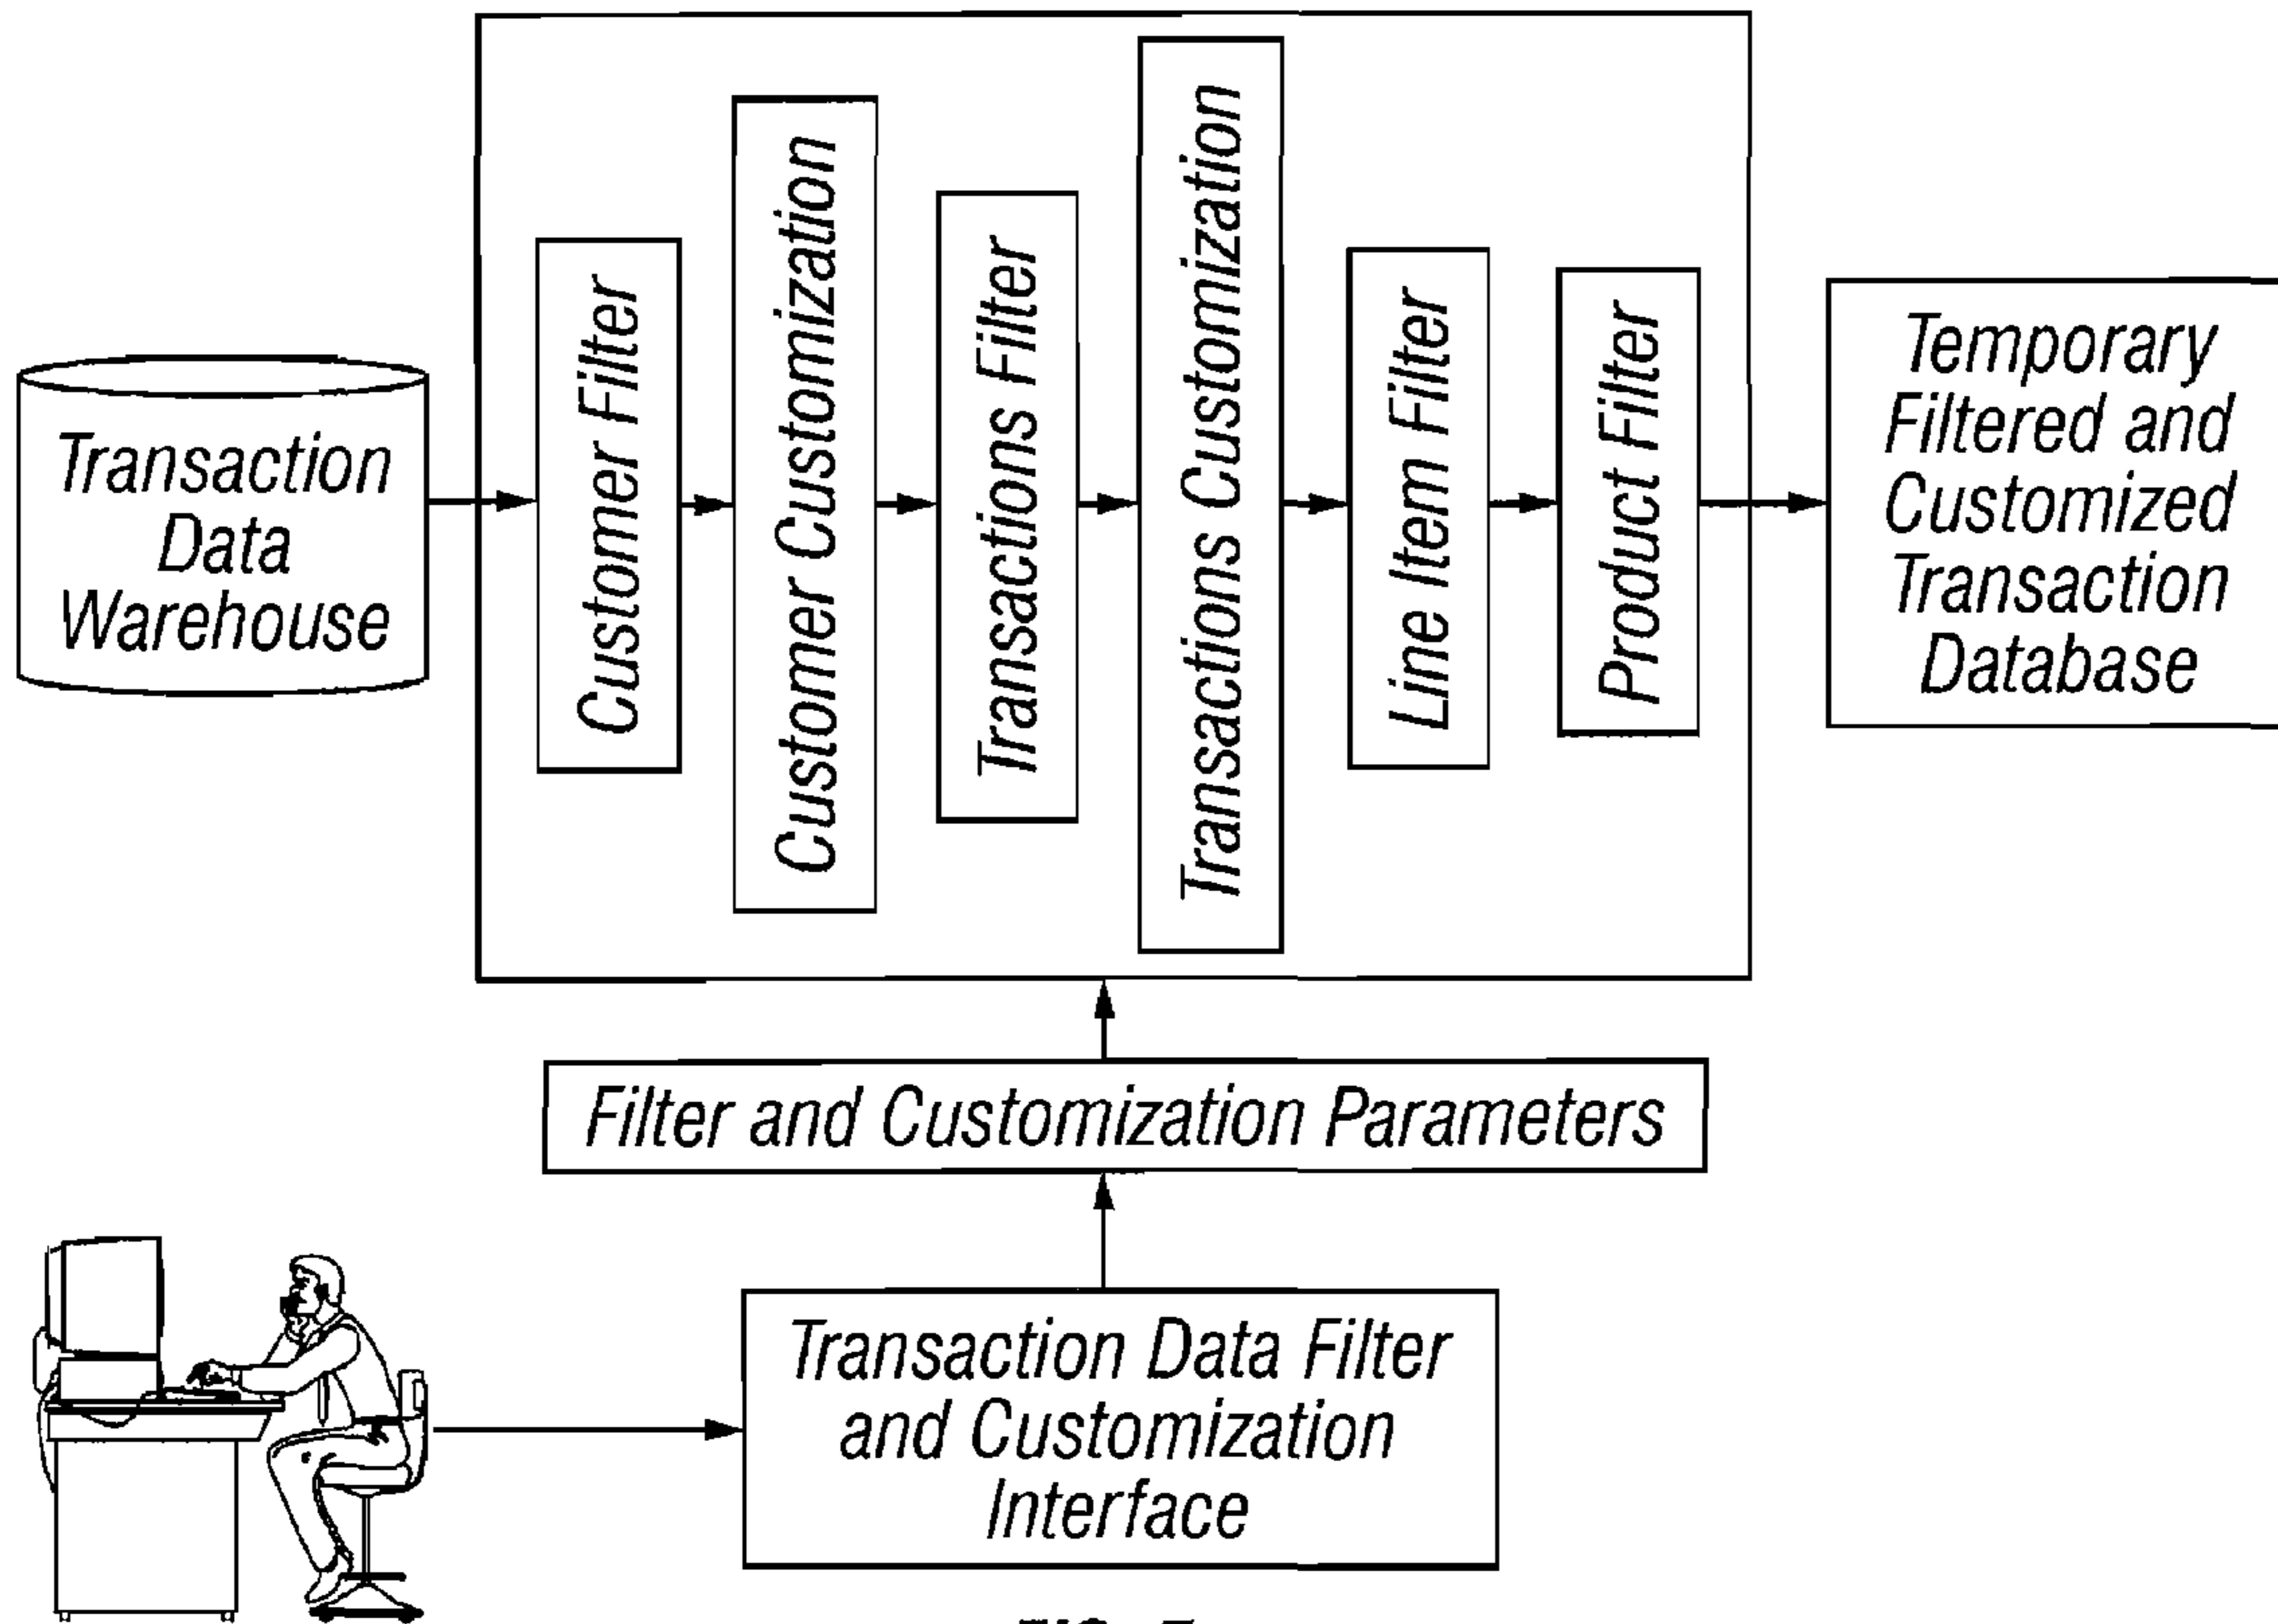 Transaction
Data
Warehouse
Customer Filter
Customer Customization
Transactions Filter
Transactions Customization
Line Item Filter
Product Filter
Temporary
Filtered and
Customized
Transaction
Database
Filter and Customization Parameters
Transaction Data Filter
and Customization
Interface